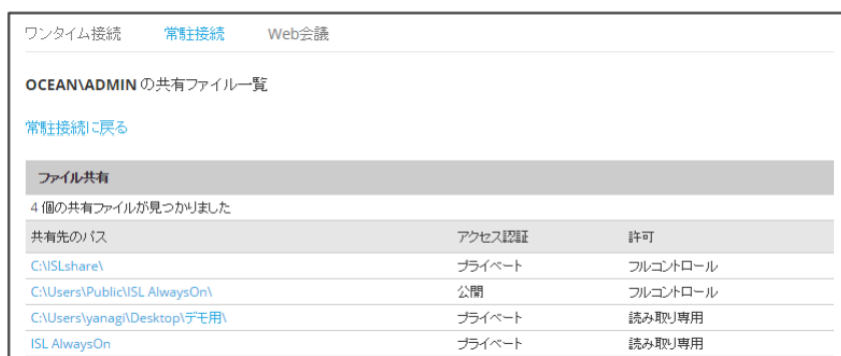 ワンタイム接続 常駐接続 Web会議
OCEAN\ADMIN の共有ファイル一覧
常駐接続に戻る
ファイル共有
4 個の共有ファイルが見つかりました
共有先のパス アクセス認証 許可
C:\ISLshare\ プライベート フルコントロール
C:\Users\Public\ISL AlwaysOn\ 公開 フルコントロール
C:\Users\yanagi\Desktop\デモ用\ プライベート 読み取り専用
ISL AlwaysOn プライベート 読み取り専用